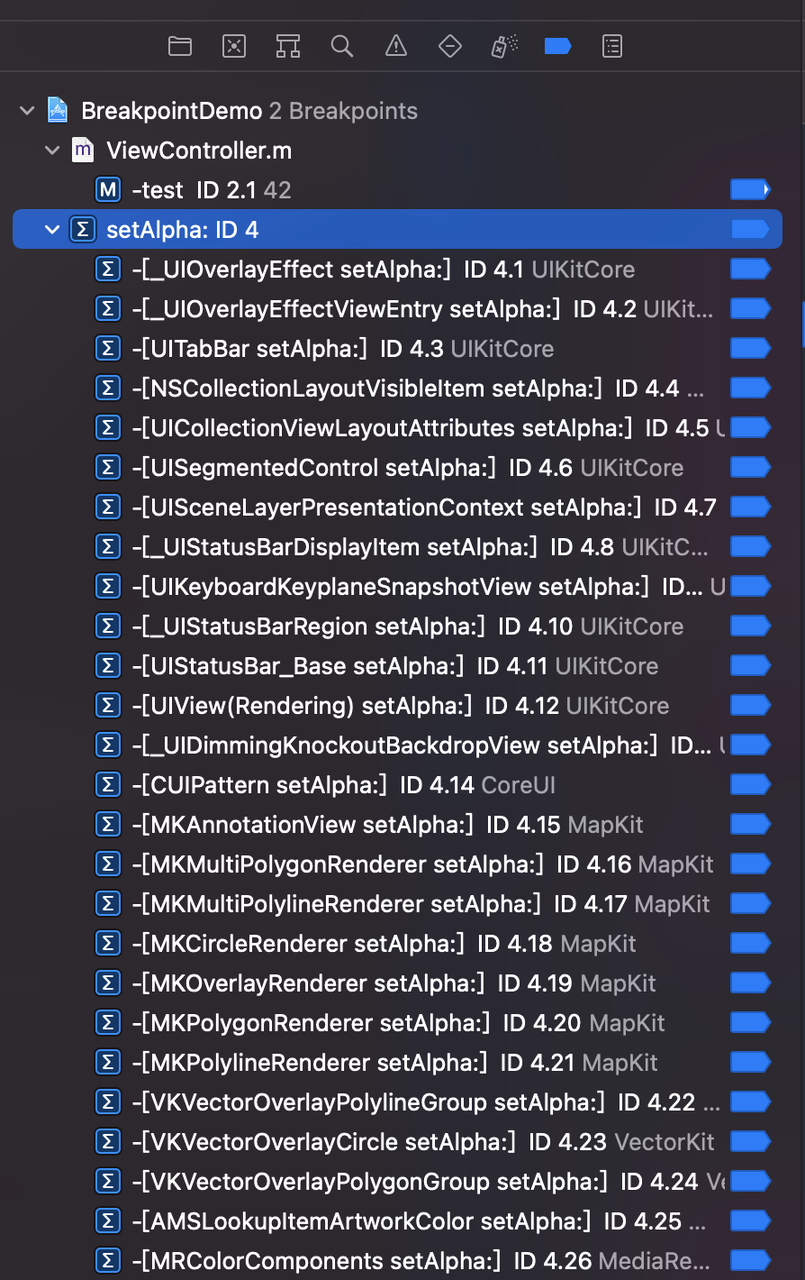 BreakpointDemo 2 Breakpoints
m ViewController.m
M -test ID 2.1 42
Σ setAlpha: ID 4
Σ -[_UIOverlayEffect setAlpha:] ID 4.1 UIKitCore
Σ -[_UIOverlayEffectViewEntry setAlpha:] ID 4.2 UIKit...
Σ -[UITabBar setAlpha:] ID 4.3 UIKitCore
Σ -[NSCollectionLayoutVisibleItem setAlpha:] ID 4.4 ...
Σ -[UICollectionViewLayoutAttributes setAlpha:] ID 4.5 U
Σ -[UISegmentedControl setAlpha:] ID 4.6 UIKitCore
Σ -[UISceneLayerPresentationContext setAlpha:] ID 4.7
Σ -[_UIStatusBarDisplayItem setAlpha:] ID 4.8 UIKitC...
Σ -[UIKeyboardKeyplaneSnapshotView setAlpha:] ID... U
Σ -[_UIStatusBarRegion setAlpha:] ID 4.10 UIKitCore
Σ -[UIStatusBar_Base setAlpha:] ID 4.11 UIKitCore
Σ -[UIView(Rendering) setAlpha:] ID 4.12 UIKitCore
Σ -[_UIDimmingKnockoutBackdropView setAlpha:] ID... U
Σ -[CUIPattern setAlpha:] ID 4.14 CoreUI
Σ -[MKAnnotationView setAlpha:] ID 4.15 MapKit
Σ -[MKMultiPolygonRenderer setAlpha:] ID 4.16 MapKit
Σ -[MKMultiPolylineRenderer setAlpha:] ID 4.17 MapKit
Σ -[MKCircleRenderer setAlpha:] ID 4.18 MapKit
Σ -[MKOverlayRenderer setAlpha:] ID 4.19 MapKit
Σ -[MKPolygonRenderer setAlpha:] ID 4.20 MapKit
Σ -[MKPolylineRenderer setAlpha:] ID 4.21 MapKit
Σ -[VKVectorOverlayPolylineGroup setAlpha:] ID 4.22 ...
Σ -[VKVectorOverlayCircle setAlpha:] ID 4.23 VectorKit
Σ -[VKVectorOverlayPolygonGroup setAlpha:] ID 4.24 Ve
Σ -[AMSLookupItemArtworkColor setAlpha:] ID 4.25 ...
Σ -[MRColorComponents setAlpha:] ID 4.26 MediaRe...